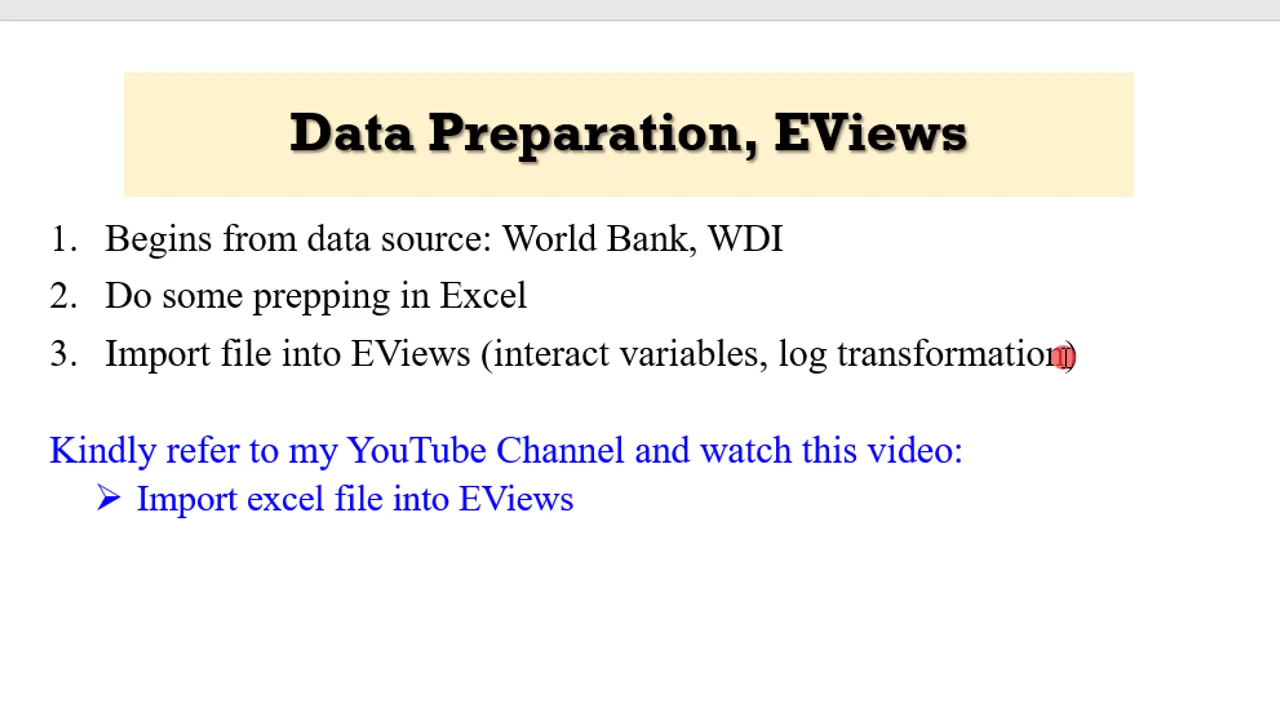 Data Preparation, EViews
1. Begins from data source: World Bank, WDI
2. Do some prepping in Excel
3. Import file into EViews (interact variables, log transformation)
Kindly refer to my YouTube Channel and watch this video:
➢ Import excel file into EViews